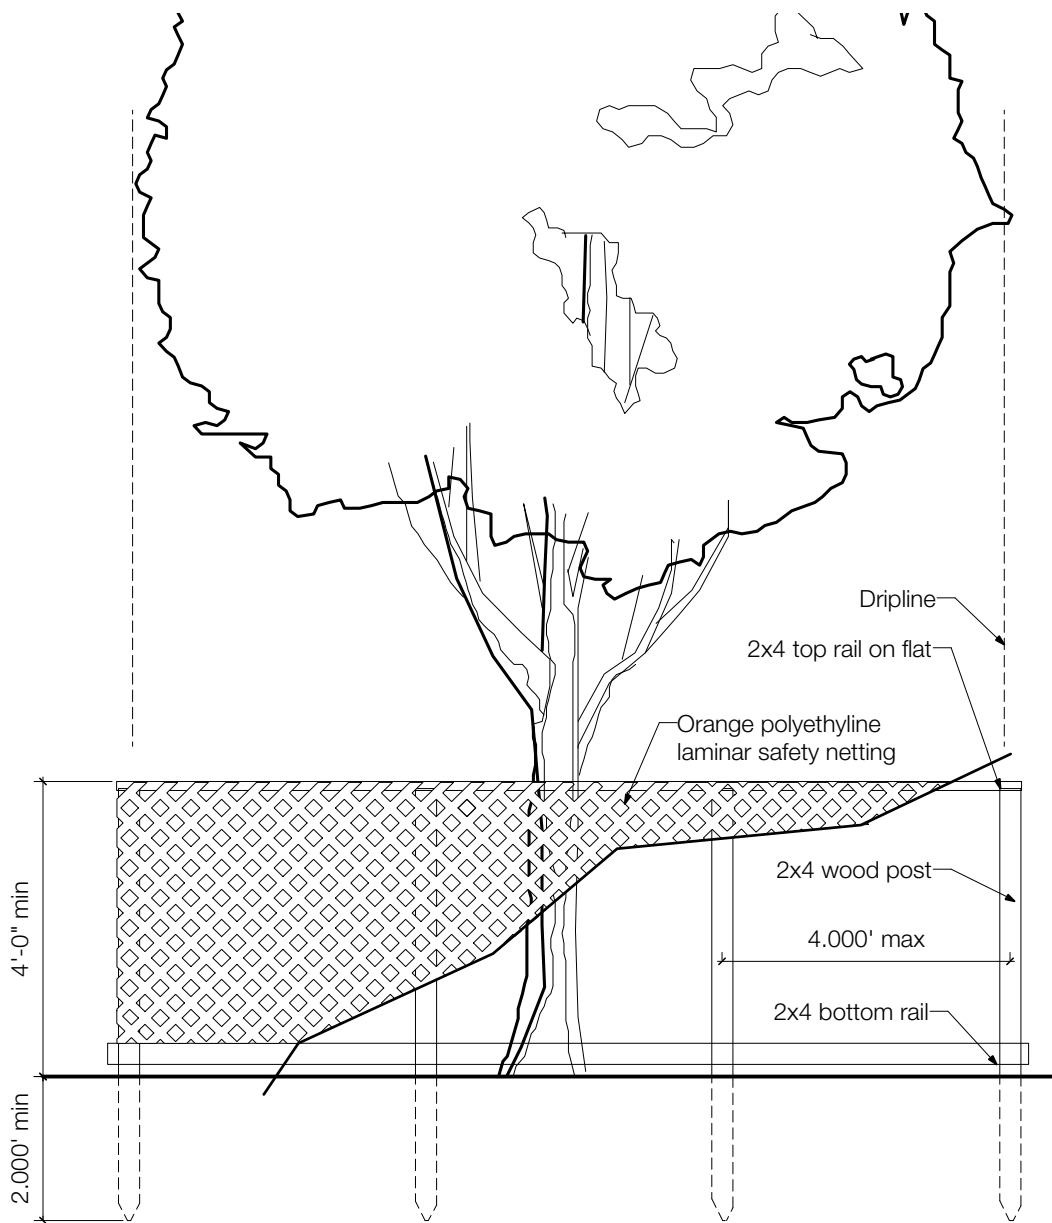 Dripline
2x4 top rail on flat
Orange polyethyline
laminar safety netting
4'-0" min
2x4 wood post
4.000' max
2x4 bottom rail
2.000' min